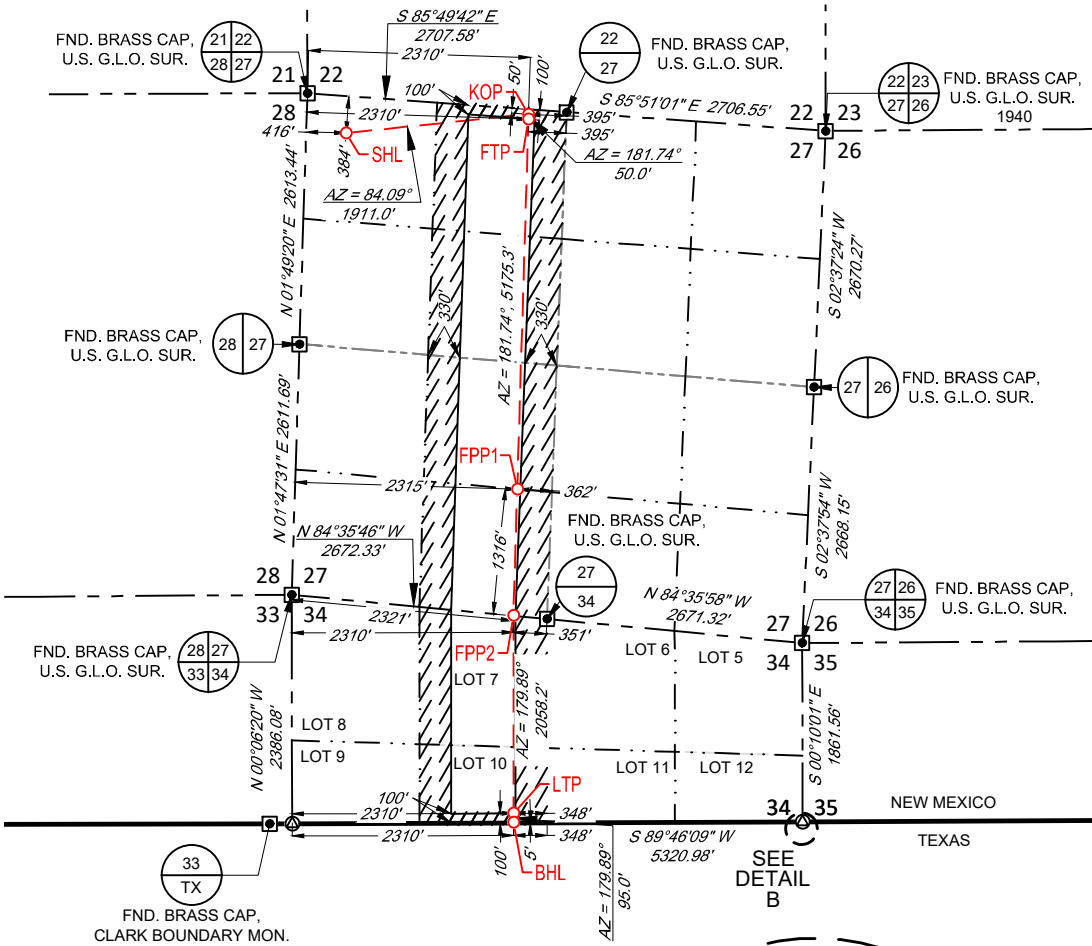 S 85°49'42" E
2707.58'
2310'
FND. BRASS CAP,
U.S. G.L.O. SUR.
21 22
28 27
21 22
28
50'
100'
22
27
FND. BRASS CAP,
U.S. G.L.O. SUR.
KOP
100'
2310'
395'
395'
S 85°51'01" E 2706.55'
22 23
27 26
22 23
27 26
FND. BRASS CAP,
U.S. G.L.O. SUR.
1940
416'
384'
SHL
FTP
AZ = 181.74°
50.0'
AZ = 84.09°
1911.0'
N 01°49'20" E 2613.44'
S 02°37'24" W
2670.27'
330'
AZ = 181.74°, 5175.3'
330'
FND. BRASS CAP,
U.S. G.L.O. SUR.
28 27
27 26
FND. BRASS CAP,
U.S. G.L.O. SUR.
N 01°47'31" E 2611.69'
FPP1
2315'
362'
S 02°37'54" W
2668.15'
1316'
N 84°35'46" W
2672.33'
FND. BRASS CAP,
U.S. G.L.O. SUR.
27
34
28 27
33 34
N 84°35'58" W
2671.32'
27 26
34 35
FND. BRASS CAP,
U.S. G.L.O. SUR.
2321'
2310'
351'
27 26
34 35
FND. BRASS CAP,
U.S. G.L.O. SUR.
28 27
33 34
FPP2
LOT 6
LOT 5
LOT 7
AZ = 179.89°
2058.2'
N 00°06'20" W
2386.08'
S 00°10'01" E
1861.56'
LOT 8
LOT 9
LOT 10
LOT 11
LOT 12
LTP
100'
2310'
348'
34 35
NEW MEXICO
TEXAS
2310'
100'
5'
348'
S 89°46'09" W
5320.98'
BHL
AZ = 179.89°
95.0'
SEE
DETAIL
B
33
TX
FND. BRASS CAP,
CLARK BOUNDARY MON.